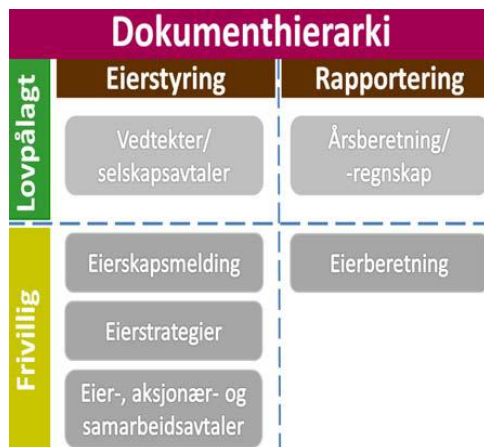 Dokumenthierarki
Eierstyring
Rapportering
Lovpålagt
Vedtekter/
selskapsavtaler
Årsberetning/
-regnskap
Frivillig
Eierskapsmelding
Eierberetning
Eierstrategier
Eier-, aksjonær- og
samarbeidsavtaler